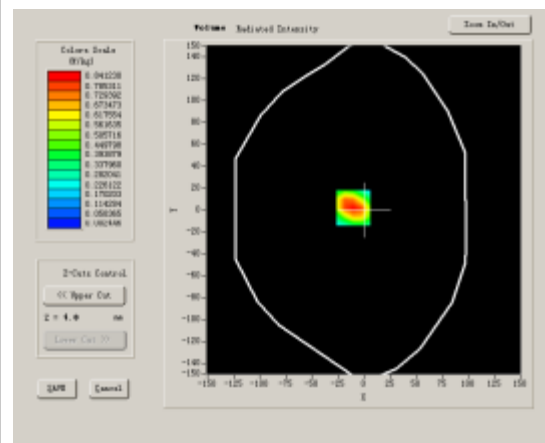 Volume Radiated Intensity
Zoom In/Out
Colors Scale
(W/kg)
0.841230
0.785311
0.729392
0.673473
0.617554
0.561635
0.505716
0.449798
0.393879
0.337960
0.282041
0.226122
0.170203
0.114284
0.058365
0.002446
150
140
120
100
80
60
40
20
0
-20
-40
-60
-80
-100
-120
-140
-150
Y
-150 -125 -100 -75 -50 -25 0 25 50 75 100 125 150
X
Z-Cuts Control
<< Upper Cut
Z = 4.0 mm
Lower Cut >>
SAVE
Cancel